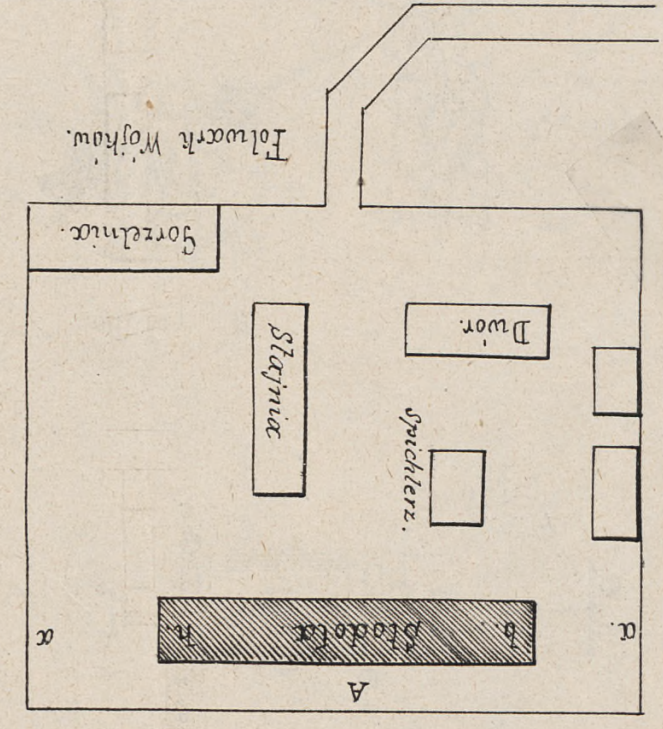 A
a.
b.
Stodoła
h.
a
Spichlerz.
Stajnia
Dwór.
Gorzelnia.
Folwark Wójków.